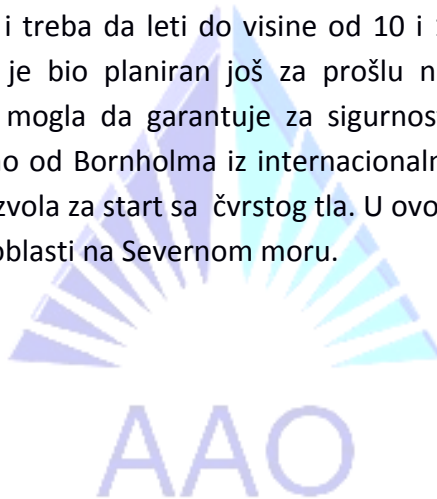 i treba da leti do visine od 10 i
je bio planiran još za prošlu n
mogla da garantuje za sigurnos
o od Bornholma iz internacional
zvola za start sa čvrstog tla. U ovo
oblasti na Severnom moru.
AAO